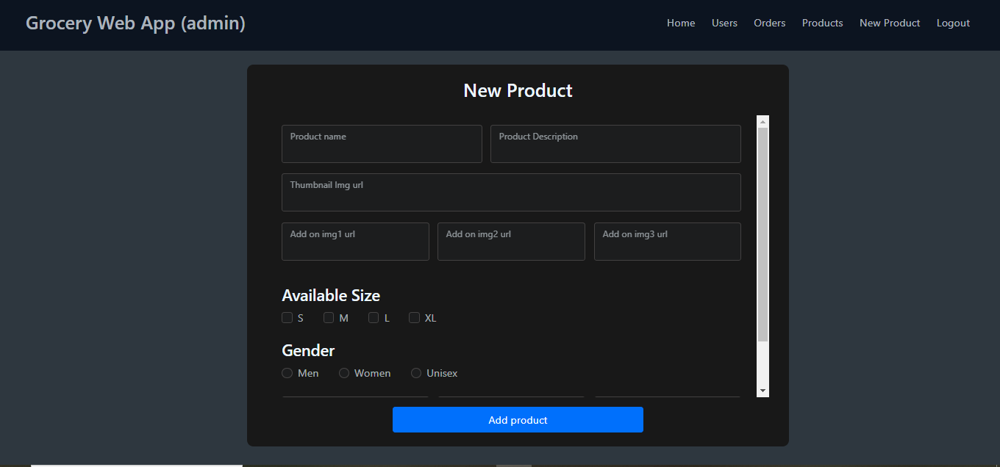 Grocery Web App (admin) Home Users Orders Products New Product Logout
New Product
Product name Product Description
Thumbnail Img url
Add on img1 url Add on img2 url Add on img3 url
Available Size
S M L XL
Gender
Men Women Unisex
Add product